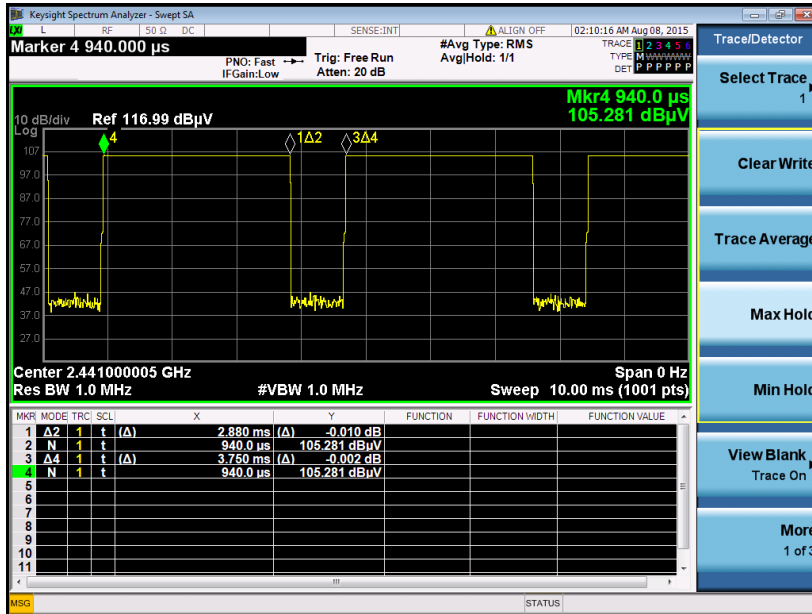 Keysight Spectrum Analyzer - Swept SA
LXI L RF 50 Ω DC SENSE:INT ALIGN OFF 02:10:16 AM Aug 08, 2015
Marker 4 940.000 µs
PNO: Fast
IFGain:Low
Trig: Free Run
Atten: 20 dB
#Avg Type: RMS
Avg|Hold: 1/1
TRACE 1 2 3 4 5 6
TYPE M W W W W W
DET P P P P P P
Mkr4 940.0 µs
105.281 dBµV
10 dB/div Ref 116.99 dBµV
Log
4 1Δ2 3Δ4
107
97.0
87.0
77.0
67.0
57.0
47.0
37.0
27.0
Center 2.441000005 GHz Span 0 Hz
Res BW 1.0 MHz #VBW 1.0 MHz Sweep 10.00 ms (1001 pts)
MKR MODE TRC SCL X Y FUNCTION FUNCTION WIDTH FUNCTION VALUE
1 Δ2 1 t (Δ) 2.880 ms (Δ) -0.010 dB
2 N 1 t 940.0 µs 105.281 dBµV
3 Δ4 1 t (Δ) 3.750 ms (Δ) -0.002 dB
4 N 1 t 940.0 µs 105.281 dBµV
5
6
7
8
9
10
11
MSG STATUS
Trace/Detector
Select Trace
1
Clear Write
Trace Average
Max Hold
Min Hold
View Blank
Trace On
More
1 of 3